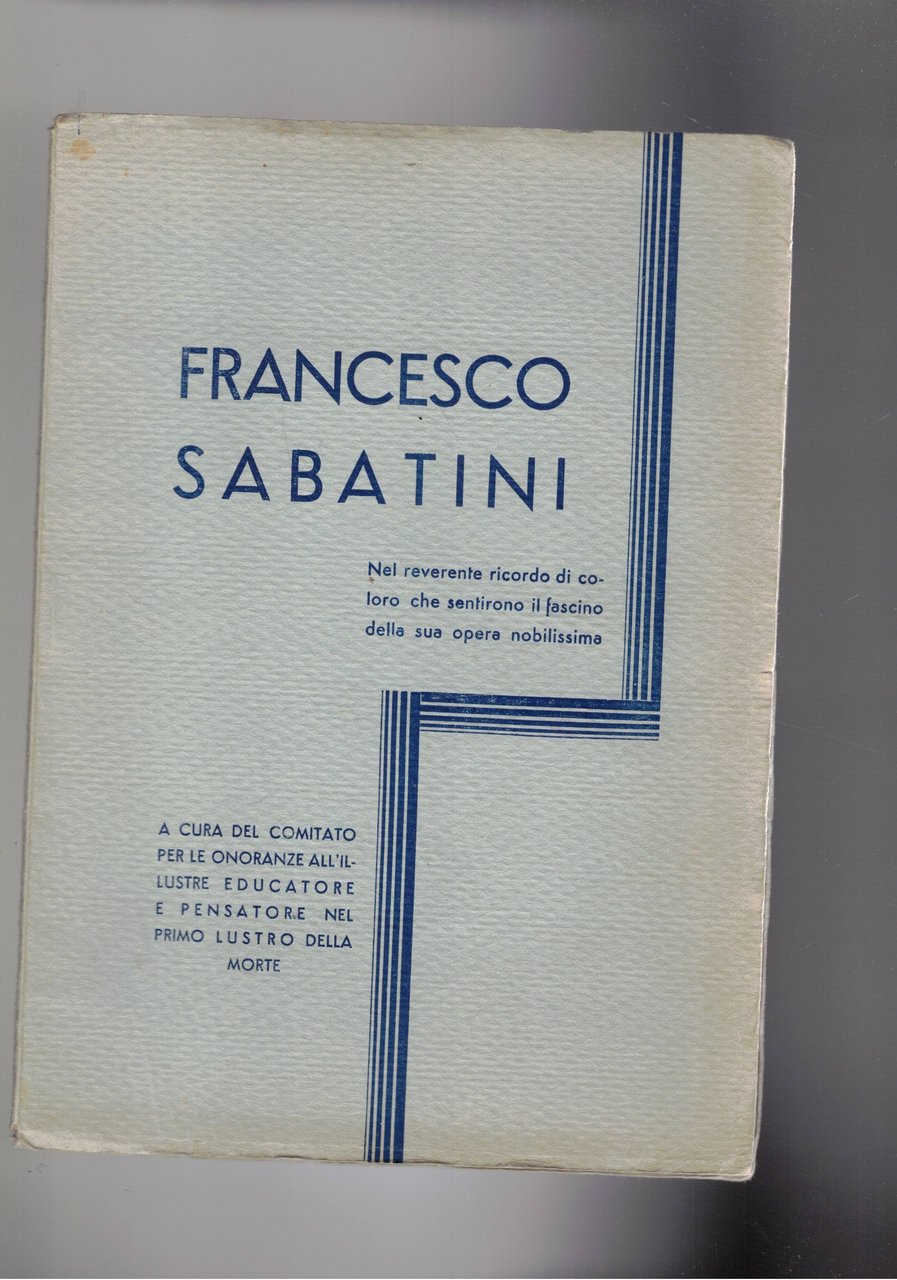 FRANCESCO
SABATINI
Nel reverente ricordo di co-
loro che sentirono il fascino
della sua opera nobilissima
A CURA DEL COMITATO
PER LE ONORANZE ALL'IL-
LUSTRE EDUCATORE
E PENSATORE NEL
PRIMO LUSTRO DELLA
MORTE